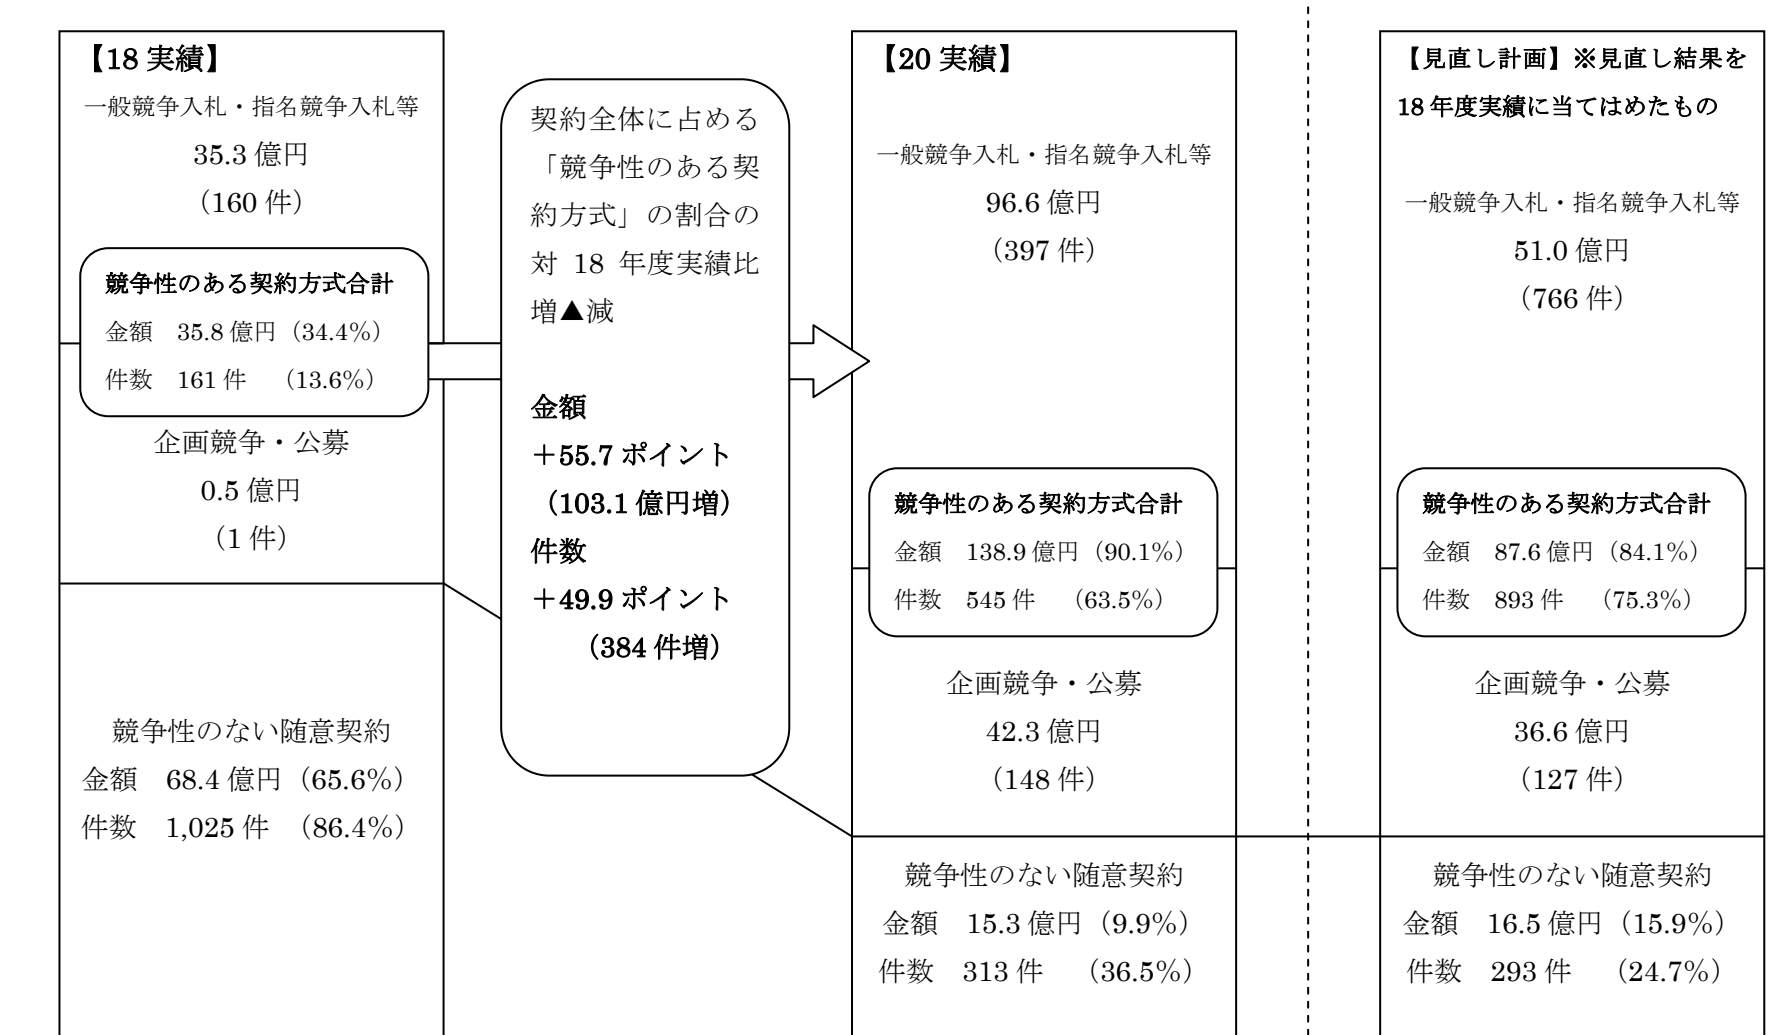 【18 実績】
一般競争入札・指名競争入札等
35.3 億円
(160 件)
競争性のある契約方式合計
金額　35.8 億円（34.4％）
件数　161 件　（13.6％）
企画競争・公募
0.5 億円
（1 件）
競争性のない随意契約
金額　68.4 億円（65.6％）
件数　1,025 件　（86.4％）
契約全体に占める
「競争性のある契
約方式」の割合の
対 18 年度実績比
増▲減
金額
＋55.7 ポイント
（103.1 億円増）
件数
＋49.9 ポイント
（384 件増）
【20 実績】
一般競争入札・指名競争入札等
96.6 億円
（397 件）
競争性のある契約方式合計
金額　138.9 億円（90.1％）
件数　545 件　（63.5％）
企画競争・公募
42.3 億円
（148 件）
競争性のない随意契約
金額　15.3 億円（9.9％）
件数　313 件　（36.5％）
【見直し計画】※見直し結果を
18 年度実績に当てはめたもの
一般競争入札・指名競争入札等
51.0 億円
（766 件）
競争性のある契約方式合計
金額　87.6 億円（84.1％）
件数　893 件　（75.3％）
企画競争・公募
36.6 億円
（127 件）
競争性のない随意契約
金額　16.5 億円（15.9％）
件数　293 件　（24.7％）